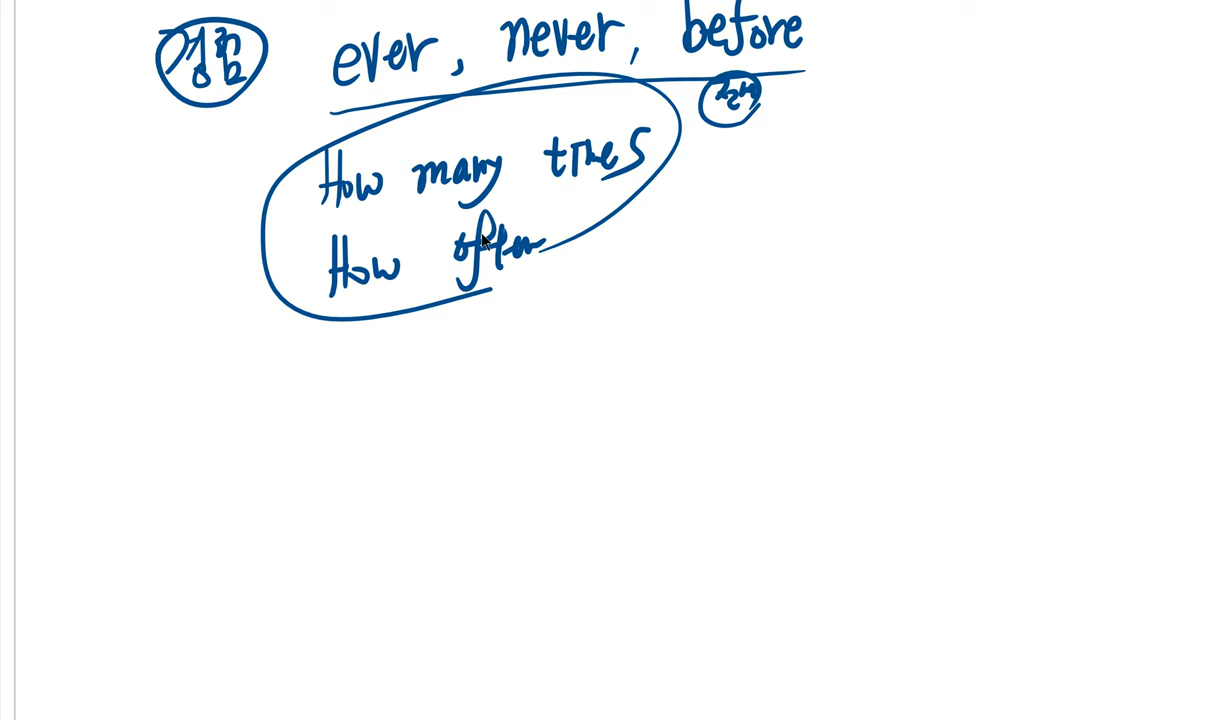 경험 ever, never, before
How many times
How often